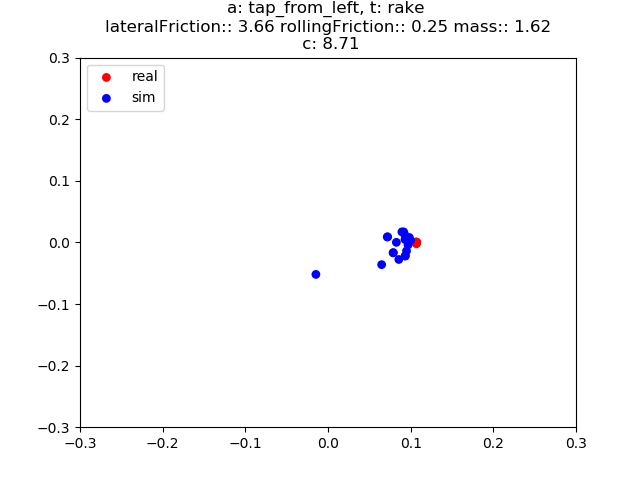 a: tap_from_left, t: rake
lateralFriction:: 3.66 rollingFriction:: 0.25 mass:: 1.62
c: 8.71
real
sim
0.3
0.2
0.1
0.0
−0.1
−0.2
−0.3
−0.3 −0.2 −0.1 0.0 0.1 0.2 0.3